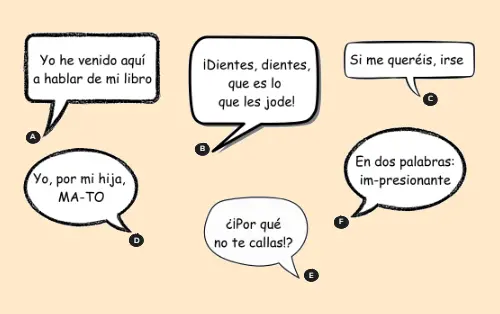 Yo he venido aquí
a hablar de mi libro
A
¡Dientes, dientes,
que es lo
que les jode!
B
Si me queréis, irse
C
Yo, por mi hija,
MA-TO
D
¿¡Por qué
no te callas!?
E
En dos palabras:
im-presionante
F